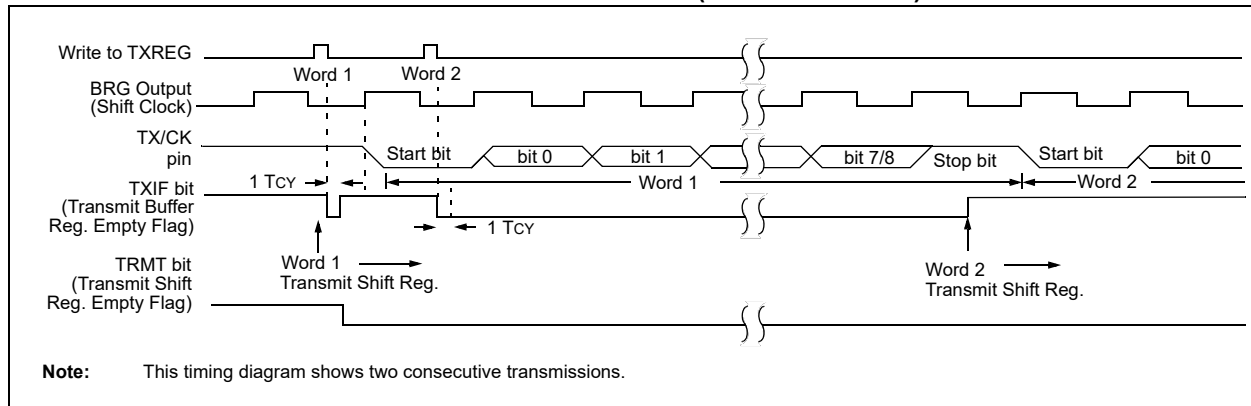 Write to TXREG
Word 1 Word 2
BRG Output
(Shift Clock)
TX/CK
pin
Start bit bit 0 bit 1 bit 7/8 Stop bit Start bit bit 0
1 TCY
Word 1 Word 2
TXIF bit
(Transmit Buffer
Reg. Empty Flag)
1 TCY
Word 1
Transmit Shift Reg.
Word 2
Transmit Shift Reg.
TRMT bit
(Transmit Shift
Reg. Empty Flag)
Note: This timing diagram shows two consecutive transmissions.